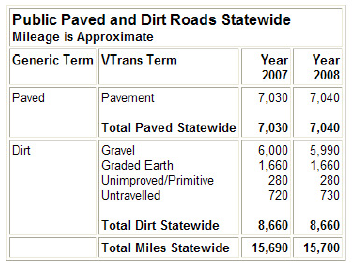 Public Paved and Dirt Roads Statewide
Mileage is Approximate
Generic Term VTrans Term Year 2007 Year 2008
Paved Pavement 7,030 7,040
Total Paved Statewide 7,030 7,040
Dirt Gravel 6,000 5,990
Graded Earth 1,660 1,660
Unimproved/Primitive 280 280
Untravelled 720 730
Total Dirt Statewide 8,660 8,660
Total Miles Statewide 15,690 15,700